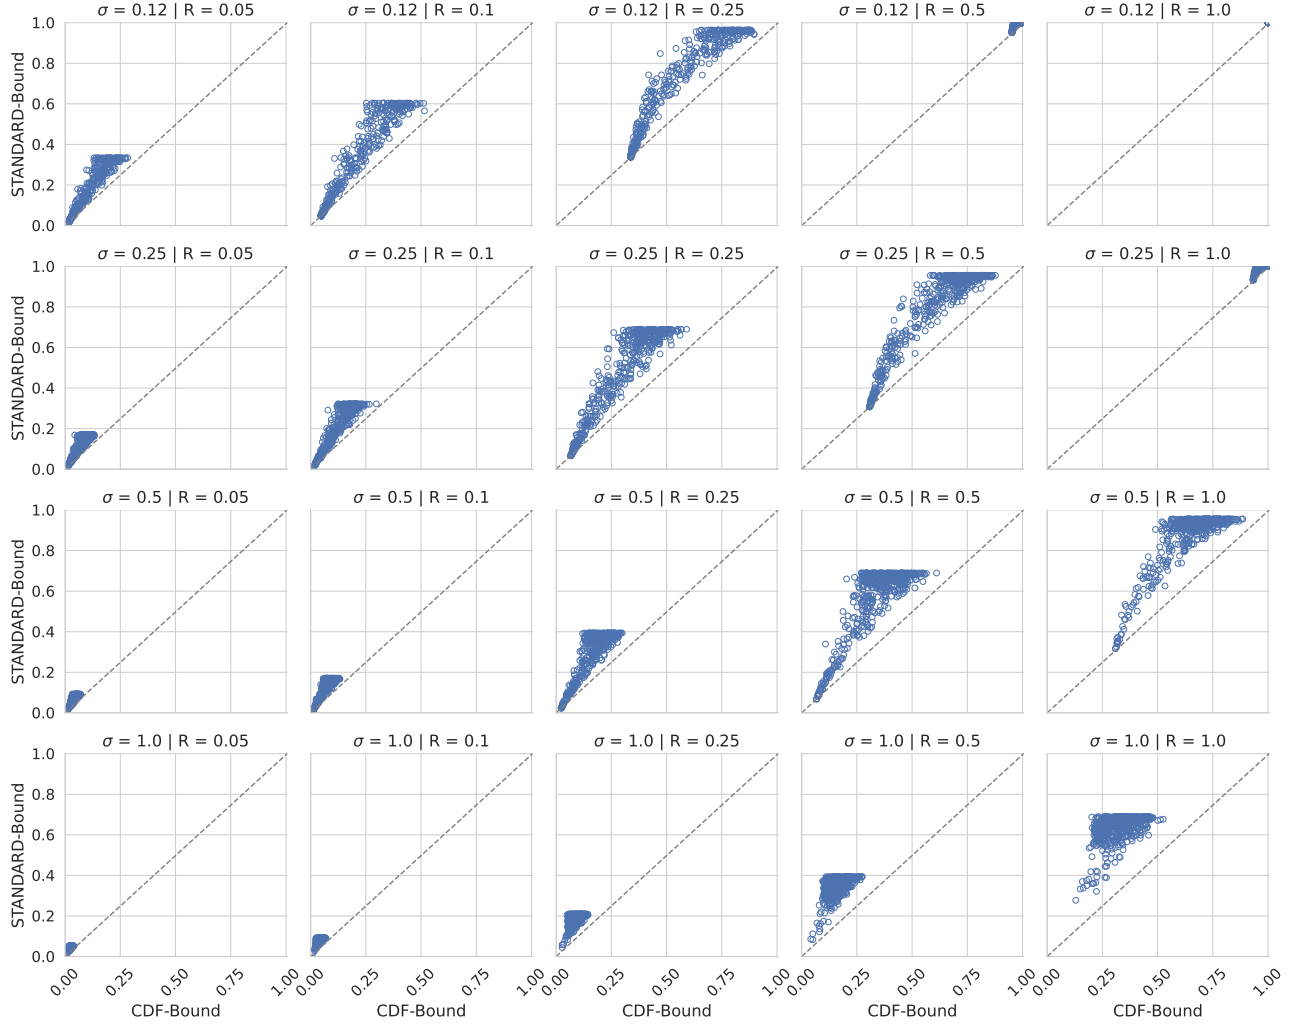 σ = 0.12 | R = 0.05 σ = 0.12 | R = 0.1 σ = 0.12 | R = 0.25 σ = 0.12 | R = 0.5 σ = 0.12 | R = 1.0
1.0
0.8
0.6
0.4
0.2
0.0
STANDARD-Bound
σ = 0.25 | R = 0.05 σ = 0.25 | R = 0.1 σ = 0.25 | R = 0.25 σ = 0.25 | R = 0.5 σ = 0.25 | R = 1.0
1.0
0.8
0.6
0.4
0.2
0.0
STANDARD-Bound
σ = 0.5 | R = 0.05 σ = 0.5 | R = 0.1 σ = 0.5 | R = 0.25 σ = 0.5 | R = 0.5 σ = 0.5 | R = 1.0
1.0
0.8
0.6
0.4
0.2
0.0
STANDARD-Bound
σ = 1.0 | R = 0.05 σ = 1.0 | R = 0.1 σ = 1.0 | R = 0.25 σ = 1.0 | R = 0.5 σ = 1.0 | R = 1.0
1.0
0.8
0.6
0.4
0.2
0.0
STANDARD-Bound
0.00 0.25 0.50 0.75 1.00 0.00 0.25 0.50 0.75 1.00 0.00 0.25 0.50 0.75 1.00 0.00 0.25 0.50 0.75 1.00 0.00 0.25 0.50 0.75 1.00
CDF-Bound CDF-Bound CDF-Bound CDF-Bound CDF-Bound